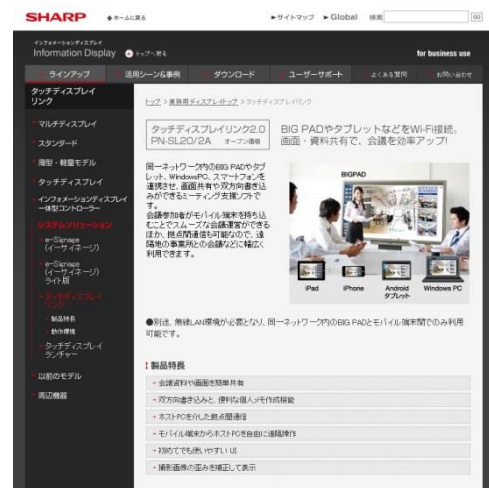 SHARP
ホームに戻る
サイトマップ
Global
検索
GO
インフォメーションディスプレイ
Information Display
トップへ戻る
for business use
ラインアップ
活用シーン&事例
ダウンロード
ユーザーサポート
よくある質問
お問い合わせ
タッチディスプレイ
リンク
マルチディスプレイ
スタンダード
薄型・軽量モデル
タッチディスプレイ
インフォメーションディスプレイ
一体型コントローラー
システムソリューション
e-Signage
(イーサイネージ)
e-Signage
(イーサイネージ)
ライト版
タッチディスプレイ
リンク
製品特長
動作環境
タッチディスプレイ
ランチャー
以前のモデル
周辺機器
トップ > 業務用ディスプレイトップ > タッチディスプレイリンク
タッチディスプレイリンク2.0
PN-SL20/2A オープン価格
BIG PADやタブレットなどをWi-Fi接続。
画面・資料共有で、会議を効率アップ!
同一ネットワーク内のBIG PADやタブ
レット、WindowsPC、スマートフォンを
連携させ、画面共有や双方向書き込
みができるミーティング支援ソフトで
す。
会議参加者がモバイル端末を持ち込
むことでスムーズな会議運営ができる
ほか、拠点間通信も可能なので、遠
隔地の事業所との会議などに幅広く
利用できます。
BIGPAD
iPad
iPhone
Android
タブレット
Windows PC
●別途、無線LAN環境が必要となり、同一ネットワーク内のBIG PADとモバイル端末間でのみ利用
可能です。
製品特長
会議資料や画面を簡単共有
双方向書き込みと、便利な個人メモ作成機能
ホストPCを介した拠点間通信
モバイル端末からホストPCを自由に遠隔操作
初めてでも使いやすい UI
撮影画像の歪みを補正して表示